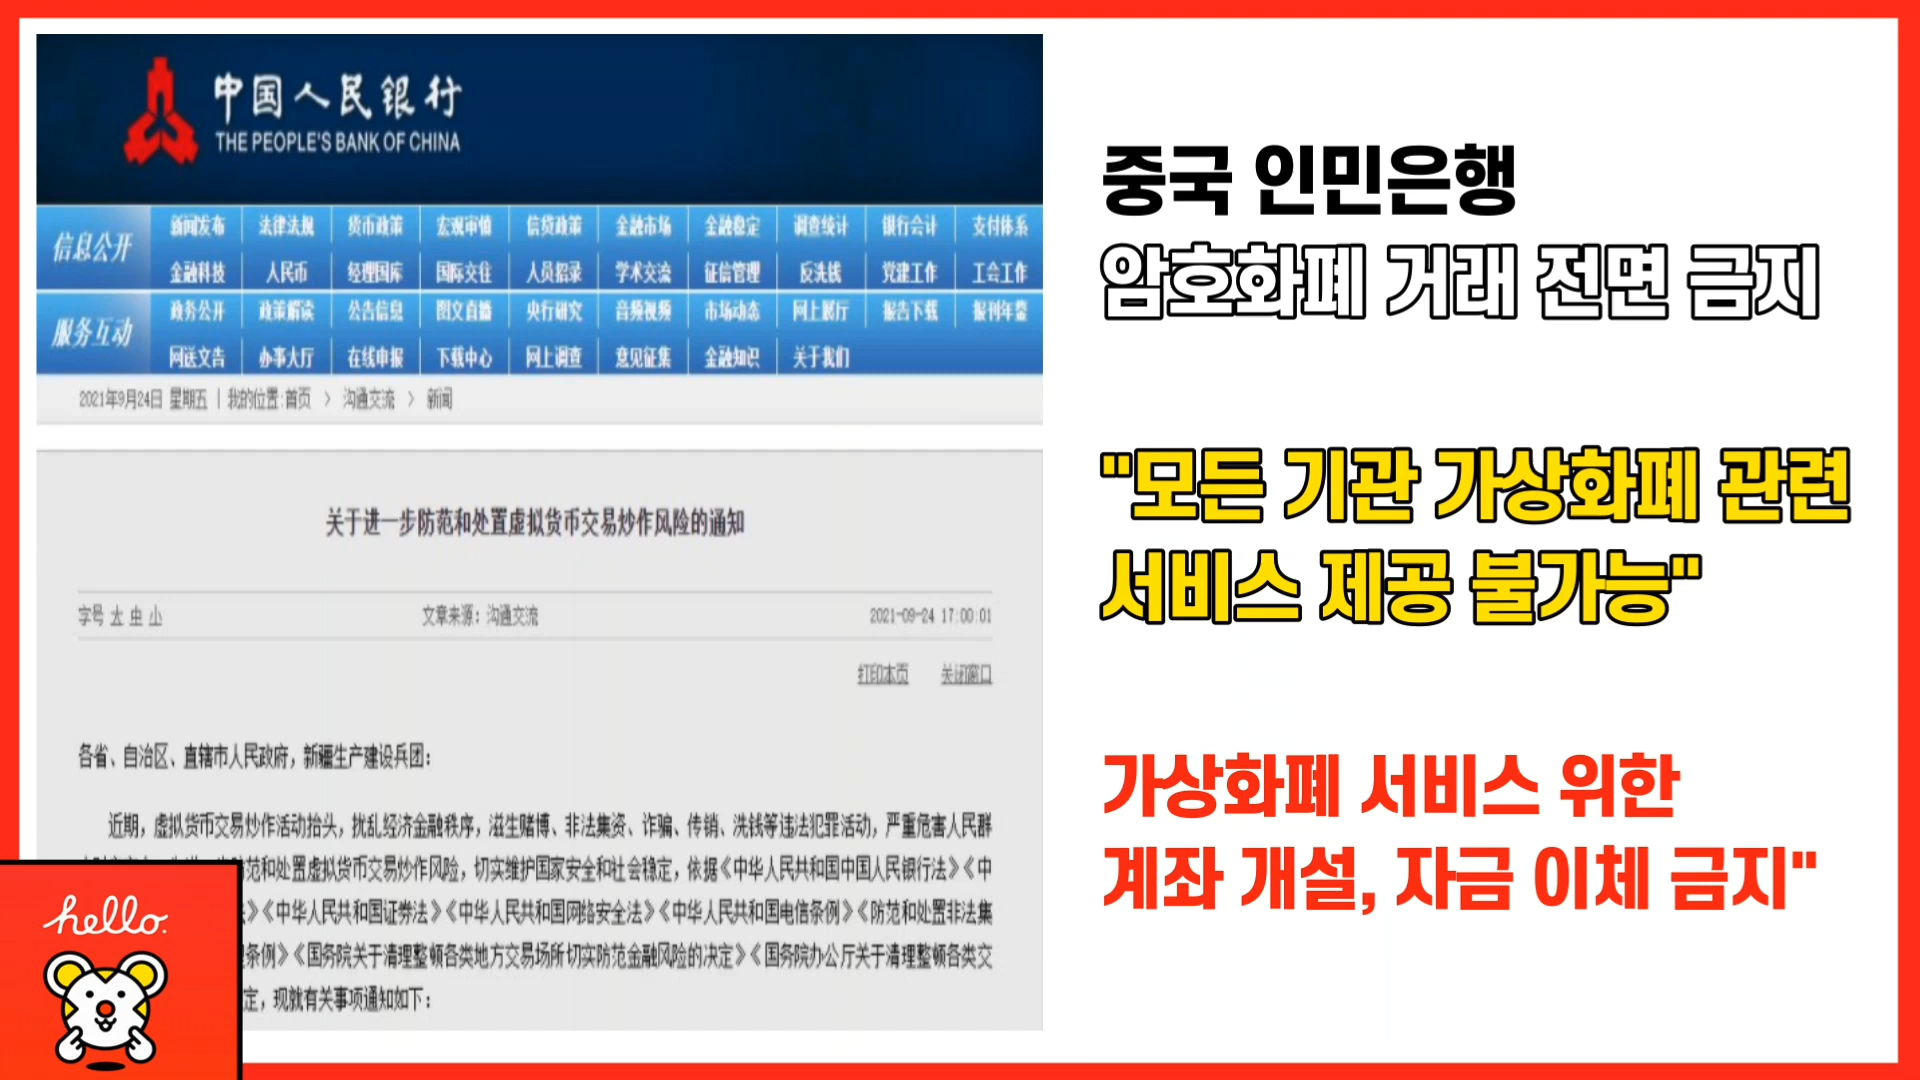 中国人民银行
THE PEOPLE'S BANK OF CHINA
信息公开
新闻发布 法律法规 货币政策 宏观审慎 信贷政策 金融市场 金融稳定 调查统计 银行会计 支付体系
金融科技 人民币 经理国库 国际交往 人员招录 学术交流 征信管理 反洗钱 党建工作 工会工作
服务互动
政务公开 政策解读 公告信息 图文直播 央行研究 音频视频 市场动态 网上展厅 报告下载 报刊年鉴
网送文告 办事大厅 在线申报 下载中心 网上调查 意见征集 金融知识 关于我们
2021年9月24日 星期五 | 我的位置:首页 > 沟通交流 > 新闻
关于进一步防范和处置虚拟货币交易炒作风险的通知
字号 大 中 小 文章来源：沟通交流 2021-09-24 17:00:01
打印本页 关闭窗口
各省、自治区、直辖市人民政府，新疆生产建设兵团：
近期，虚拟货币交易炒作活动抬头，扰乱经济金融秩序，滋生赌博、非法集资、诈骗、传销、洗钱等违法犯罪活动，严重危害人民群
范和处置虚拟货币交易炒作风险，切实维护国家安全和社会稳定，依据《中华人民共和国中国人民银行法》《中
》《中华人民共和国证券法》《中华人民共和国网络安全法》《中华人民共和国电信条例》《防范和处置非法集
条例》《国务院关于清理整顿各类地方交易场所切实防范金融风险的决定》《国务院办公厅关于清理整顿各类交
定，现就有关事项通知如下：
중국 인민은행
암호화폐 거래 전면 금지
"모든 기관 가상화폐 관련
서비스 제공 불가능"
가상화폐 서비스 위한
계좌 개설, 자금 이체 금지"
hello.